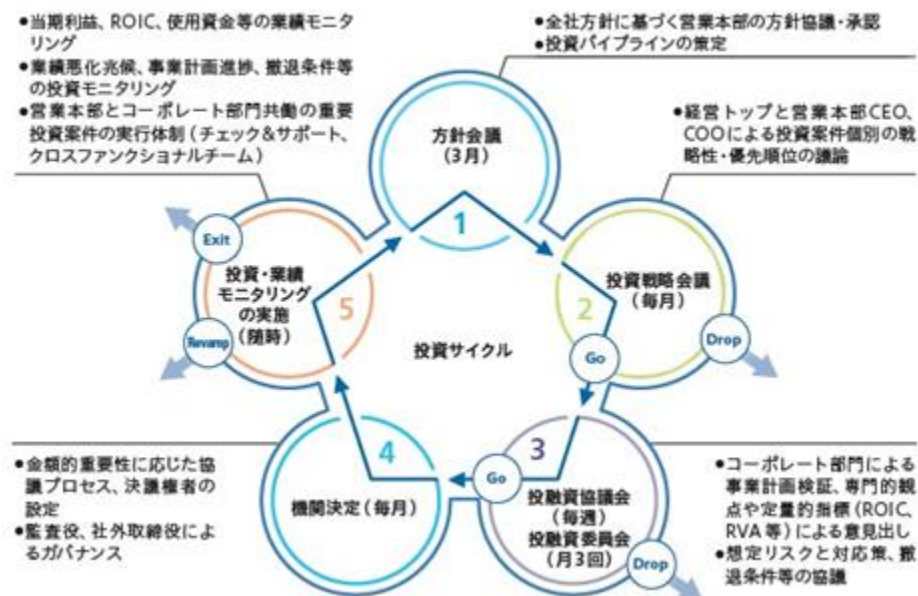 ●当期利益、ROIC、使用資金等の業績モニタ
リング
●業績悪化兆候、事業計画進捗、撤退条件等
の投資モニタリング
●営業本部とコーポレート部門共働の重要
投資案件の実行体制(チェック&サポート、
クロスファンクショナルチーム)
●全社方針に基づく営業本部の方針協議・承認
●投資パイプラインの策定
●経営トップと営業本部CEO、
COOによる投資案件個別の戦
略性・優先順位の議論
方針会議
(3月)
1
投資戦略会議
(毎月)
2
Go
Drop
Exit
投資・業績
モニタリング
の実施
(随時)
5
Revamp
投資サイクル
4
機関決定(毎月)
3
Go
投融資協議会
(毎週)
投融資委員会
(月3回)
Drop
●金額的重要性に応じた協
議プロセス、決議権者の
設定
●監査役、社外取締役によ
るガバナンス
●コーポレート部門による
事業計画検証、専門的観
点や定量的指標(ROIC、
RVA等)による意見出し
●想定リスクと対応策、撤
退条件等の協議